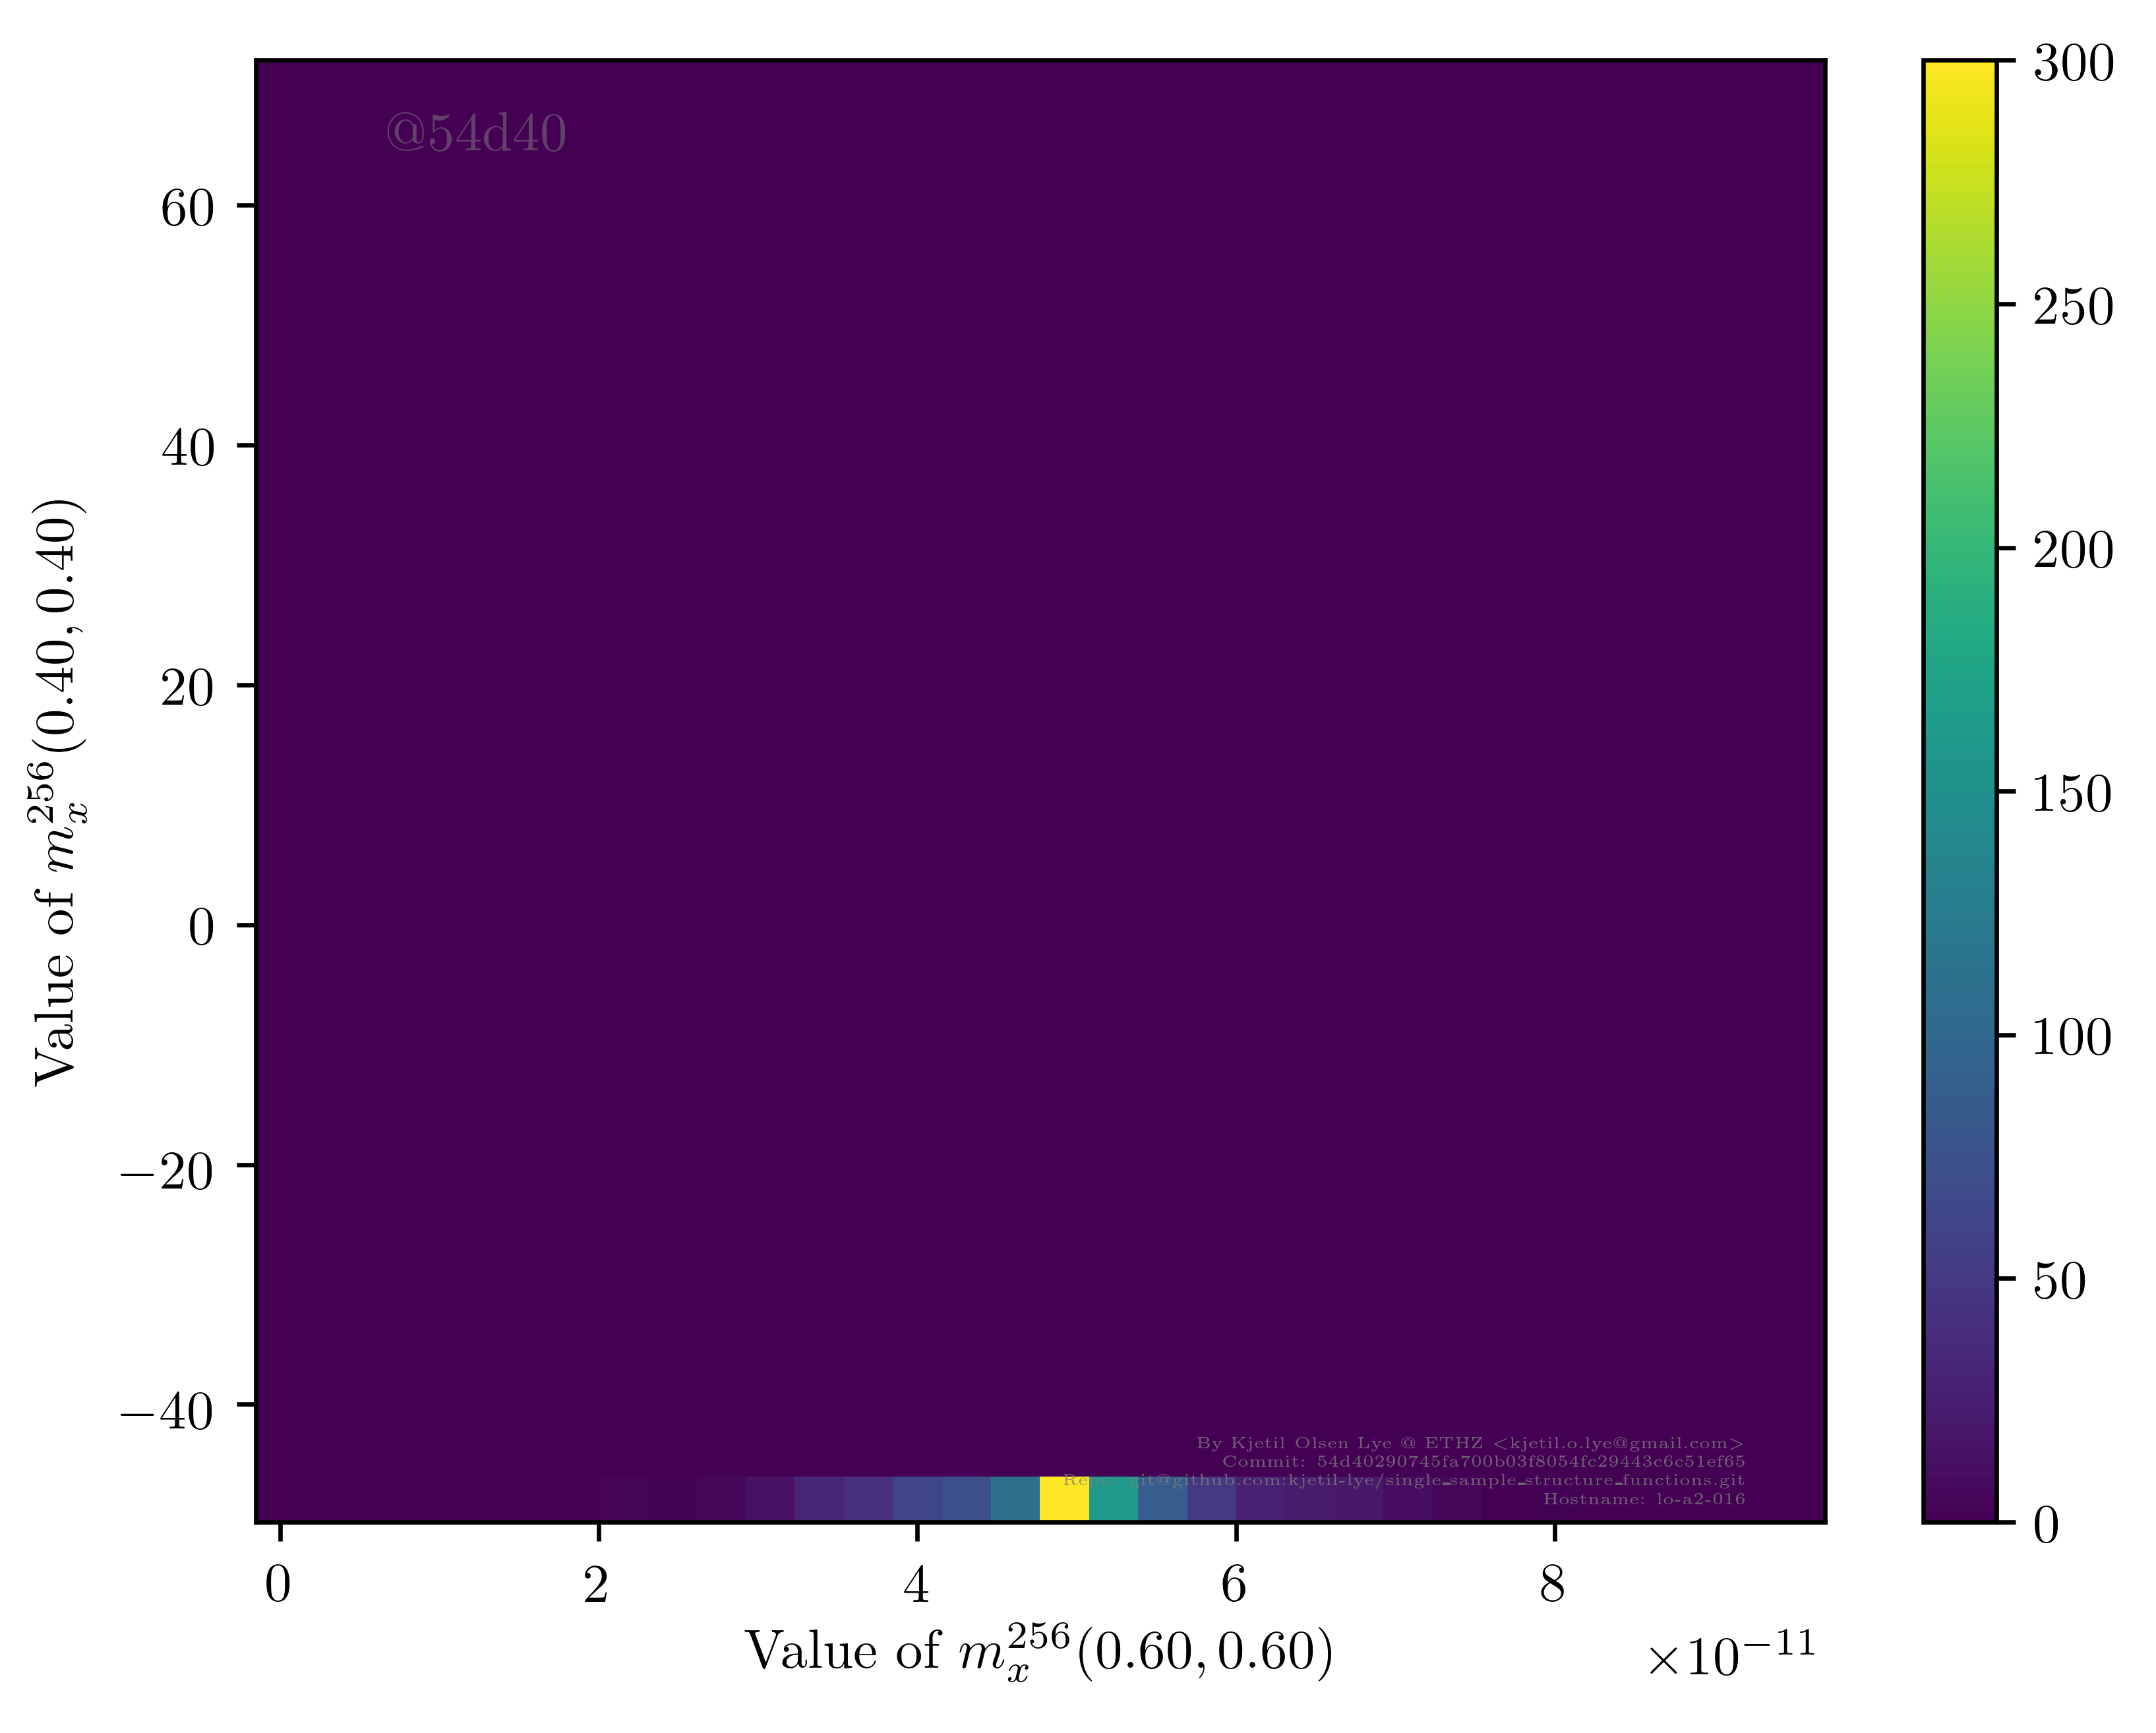 @54d40
300
250
200
150
100
50
0
60
40
20
0
−20
−40
Value of m_x^256(0.40, 0.40)
By Kjetil Olsen Lye @ ETHZ <kjetil.o.lye@gmail.com>
Commit: 54d40290745fa700b03f8054fc29443c6c51ef65
Repo: git@github.com:kjetil-lye/single_sample_structure_functions.git
Hostname: lo-a2-016
0 2 4 6 8
Value of m_x^256(0.60, 0.60)
×10^−11